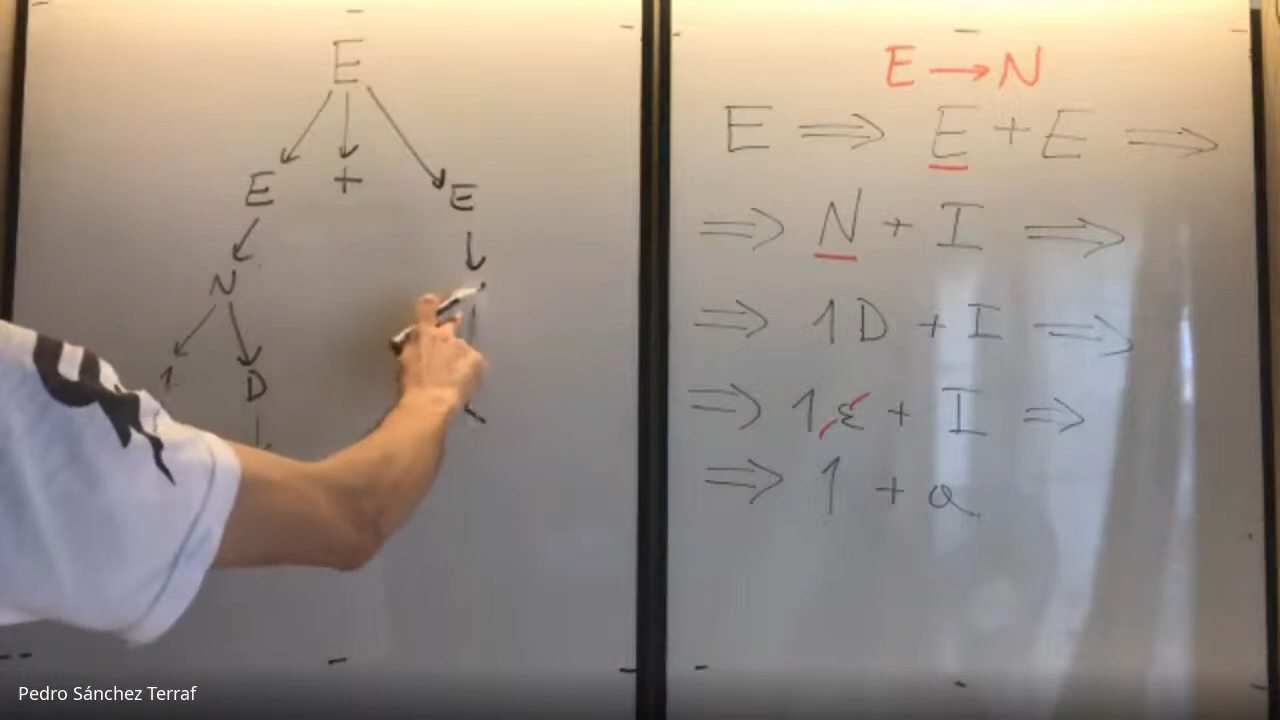 E
E + E
N
1 D
E → N
E ⟹ E + E ⟹
⟹ N + I ⟹
⟹ 1D + I ⟹
⟹ 1ε + I ⟹
⟹ 1 + a
Pedro Sánchez Terraf